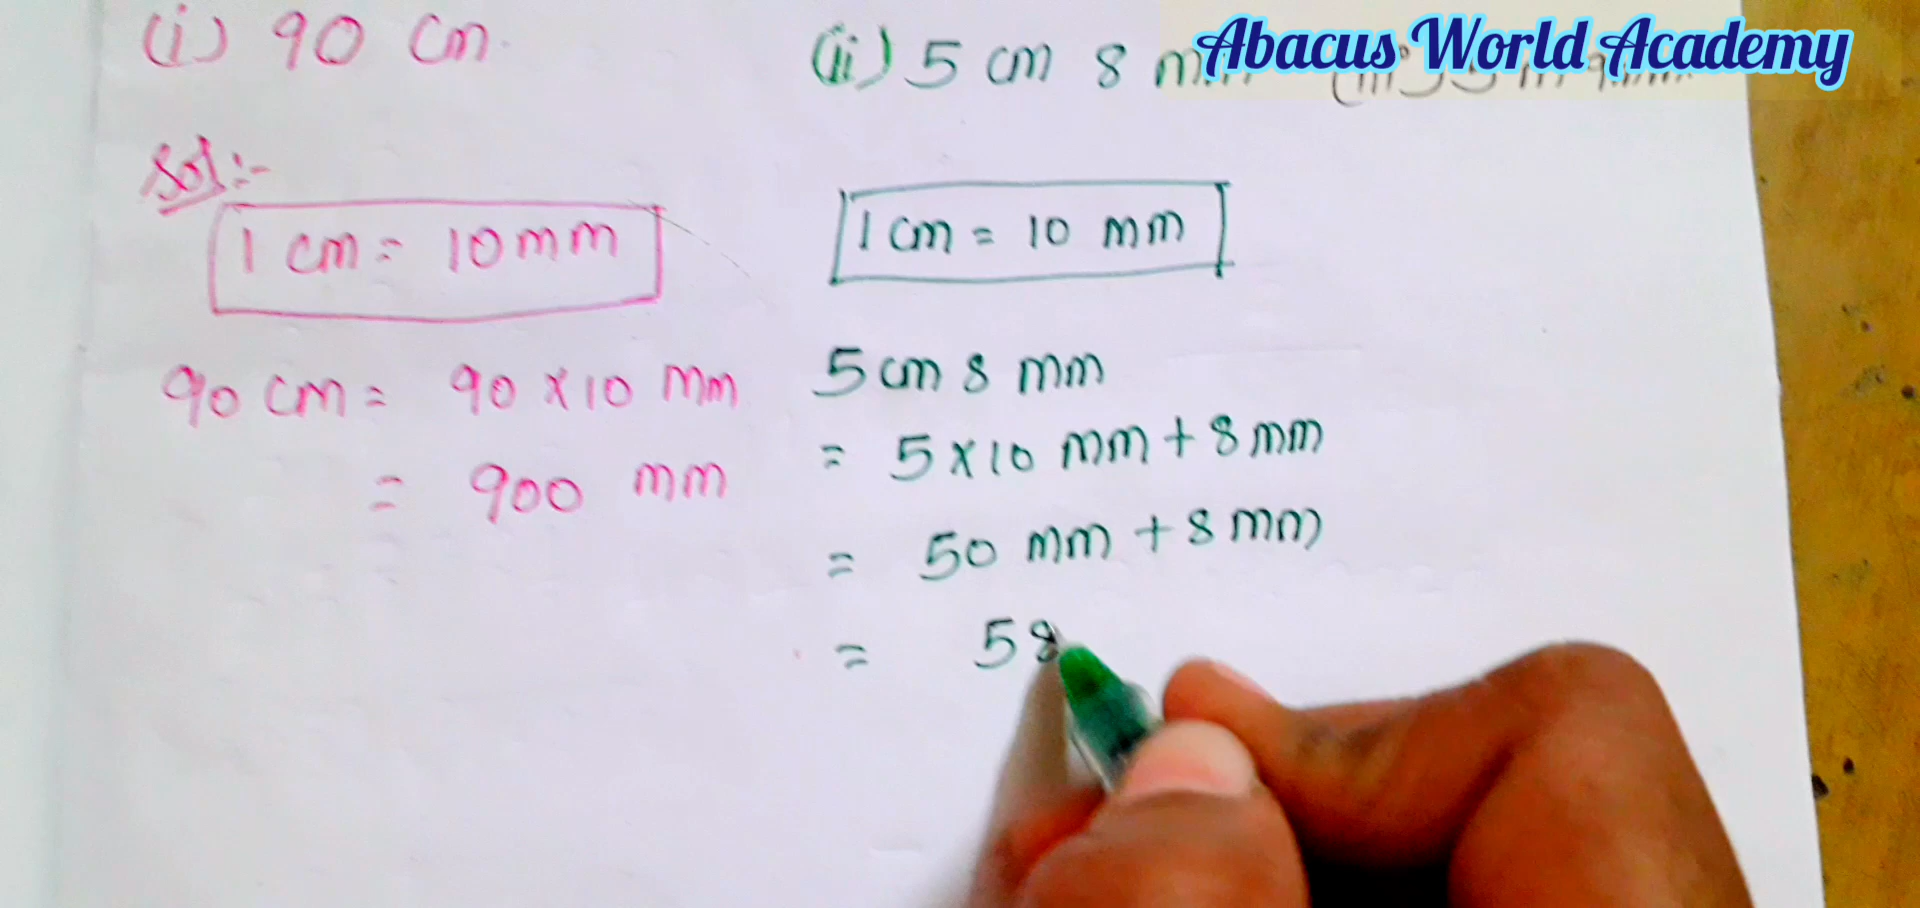 Abacus World Academy
(i) 90 cm
Sol:-
1 cm = 10 mm
90 cm = 90 x 10 mm
= 900 mm
(ii) 5 cm 8 mm
1 cm = 10 mm
5 cm 8 mm
= 5 x 10 mm + 8 mm
= 50 mm + 8 mm
= 58